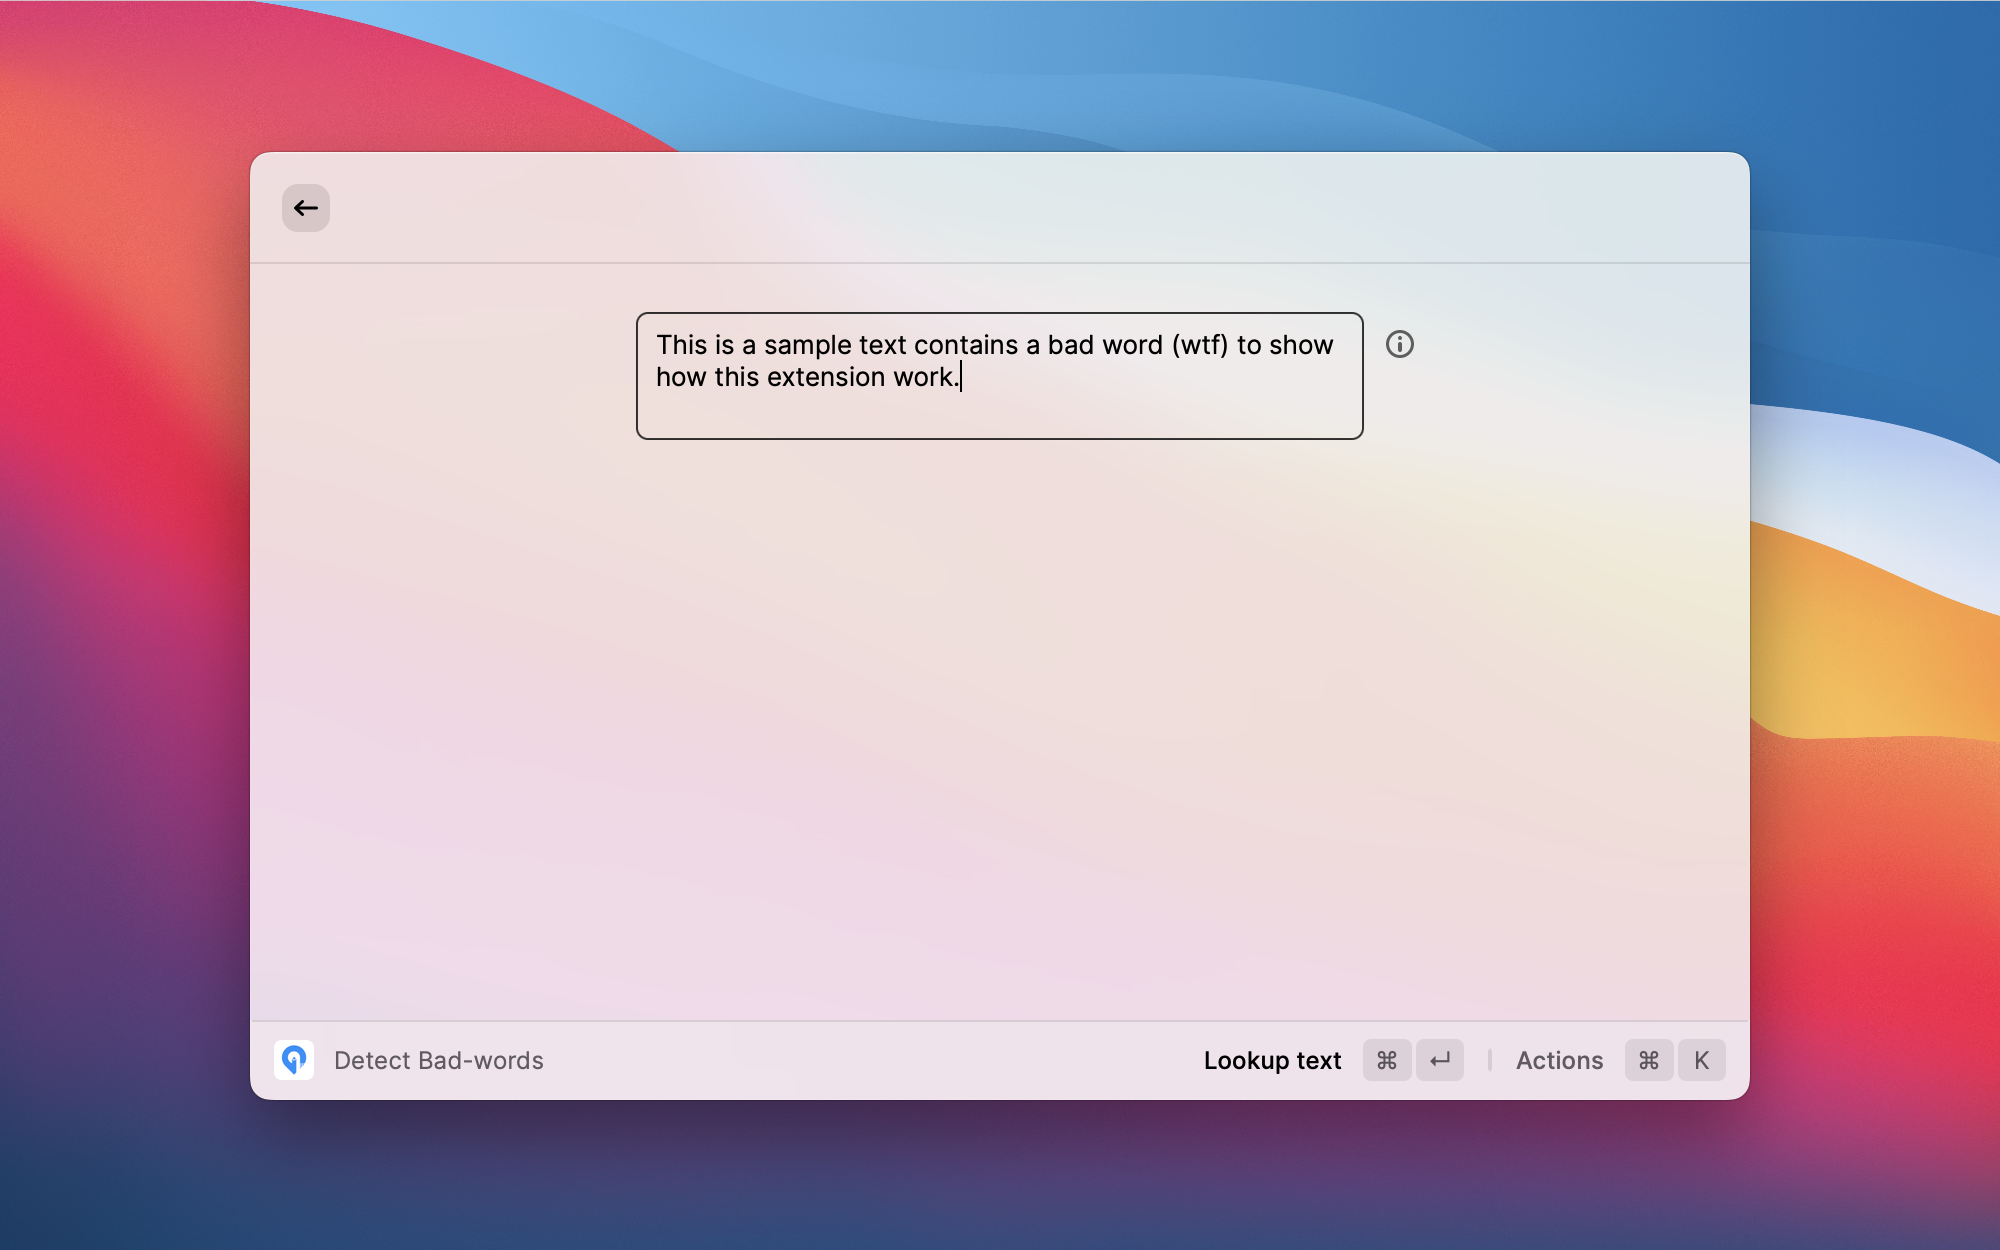 This is a sample text contains a bad word (wtf) to show
how this extension work.
Detect Bad-words
Lookup text ⌘ ↵ Actions ⌘ K